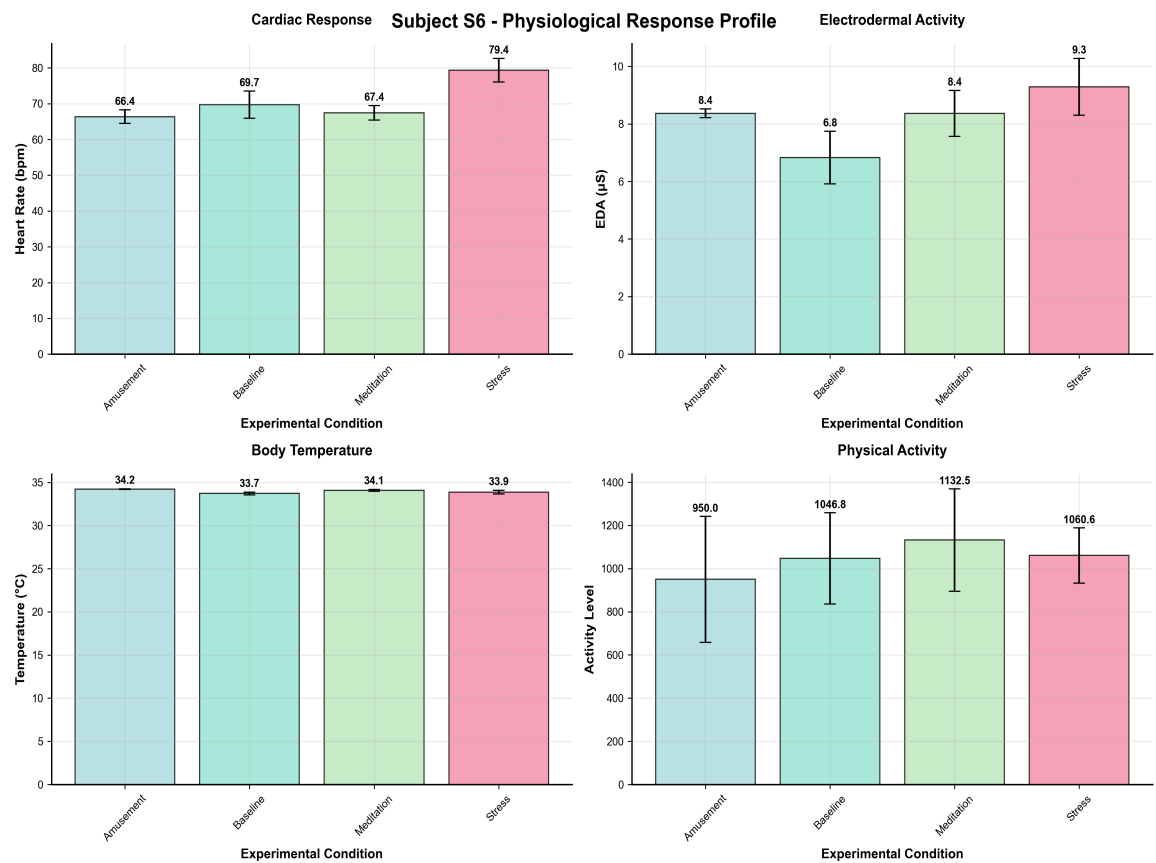 Subject S6 - Physiological Response Profile
Cardiac Response
Heart Rate (bpm)
80
70
60
50
40
30
20
10
0
66.4
69.7
67.4
79.4
Amusement
Baseline
Meditation
Stress
Experimental Condition
Electrodermal Activity
EDA (µS)
10
8
6
4
2
0
8.4
6.8
8.4
9.3
Amusement
Baseline
Meditation
Stress
Experimental Condition
Body Temperature
Temperature (°C)
35
30
25
20
15
10
5
0
34.2
33.7
34.1
33.9
Amusement
Baseline
Meditation
Stress
Experimental Condition
Physical Activity
Activity Level
1400
1200
1000
800
600
400
200
0
950.0
1046.8
1132.5
1060.6
Amusement
Baseline
Meditation
Stress
Experimental Condition